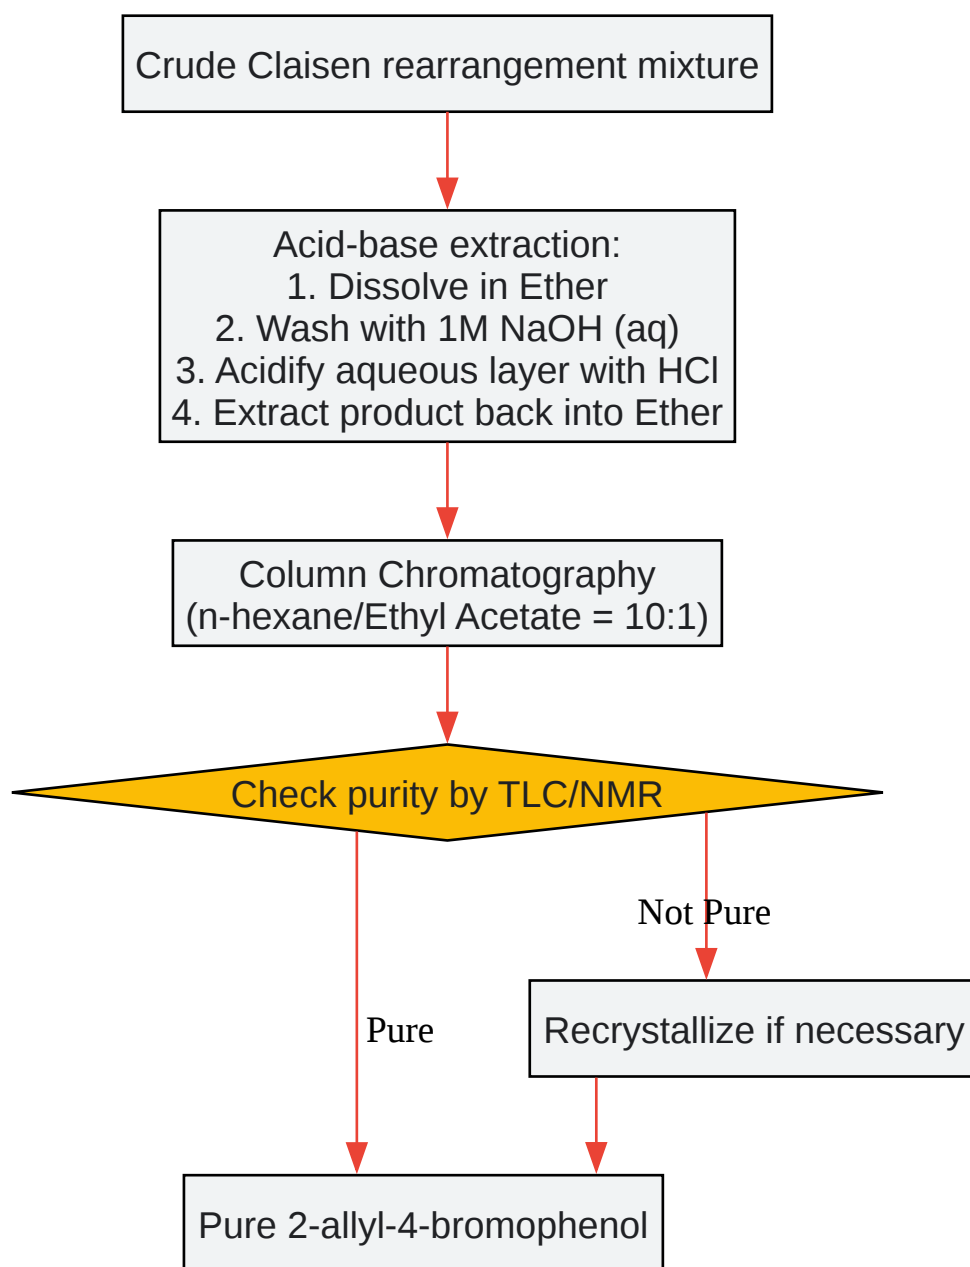 Crude Claisen rearrangement mixture
Acid-base extraction:
1. Dissolve in Ether
2. Wash with 1M NaOH (aq)
3. Acidify aqueous layer with HCl
4. Extract product back into Ether
Column Chromatography
(n-hexane/Ethyl Acetate = 10:1)
Check purity by TLC/NMR
Not Pure
Pure
Recrystallize if necessary
Pure 2-allyl-4-bromophenol